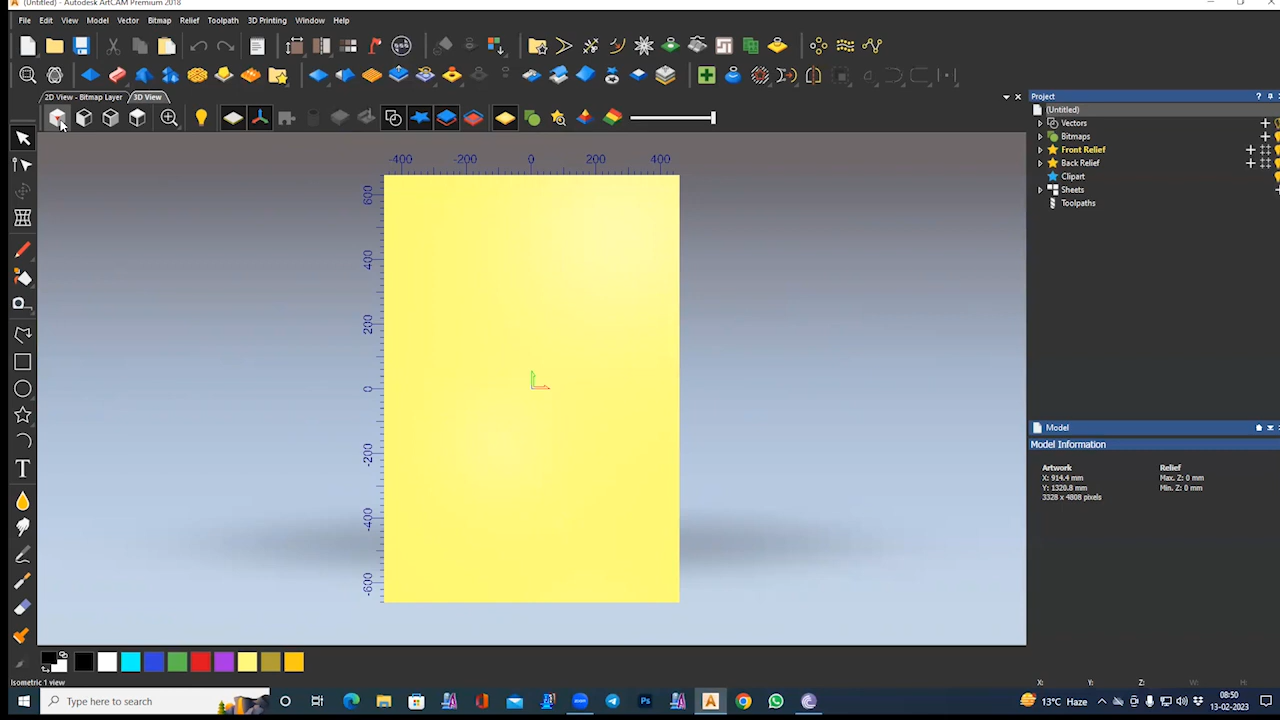 (Untitled) - Autodesk ArtCAM Premium 2018
File Edit View Model Vector Bitmap Relief Toolpath 3D Printing Window Help
2D View - Bitmap Layer 3D View
Project
(Untitled)
Vectors
Bitmaps
Front Relief
Back Relief
Clipart
Sheets
Toolpaths
-400 -200 0 200 400
600
400
200
0
-200
-400
-600
Model
Model Information
Artwork Relief
X: 914.4 mm Max. Z: 0 mm
Y: 1320.8 mm Min. Z: 0 mm
3328 x 4808 pixels
Isometric 1 view
X: Y: Z: W: H:
Type here to search
13°C Haze
08:50
13-02-2023